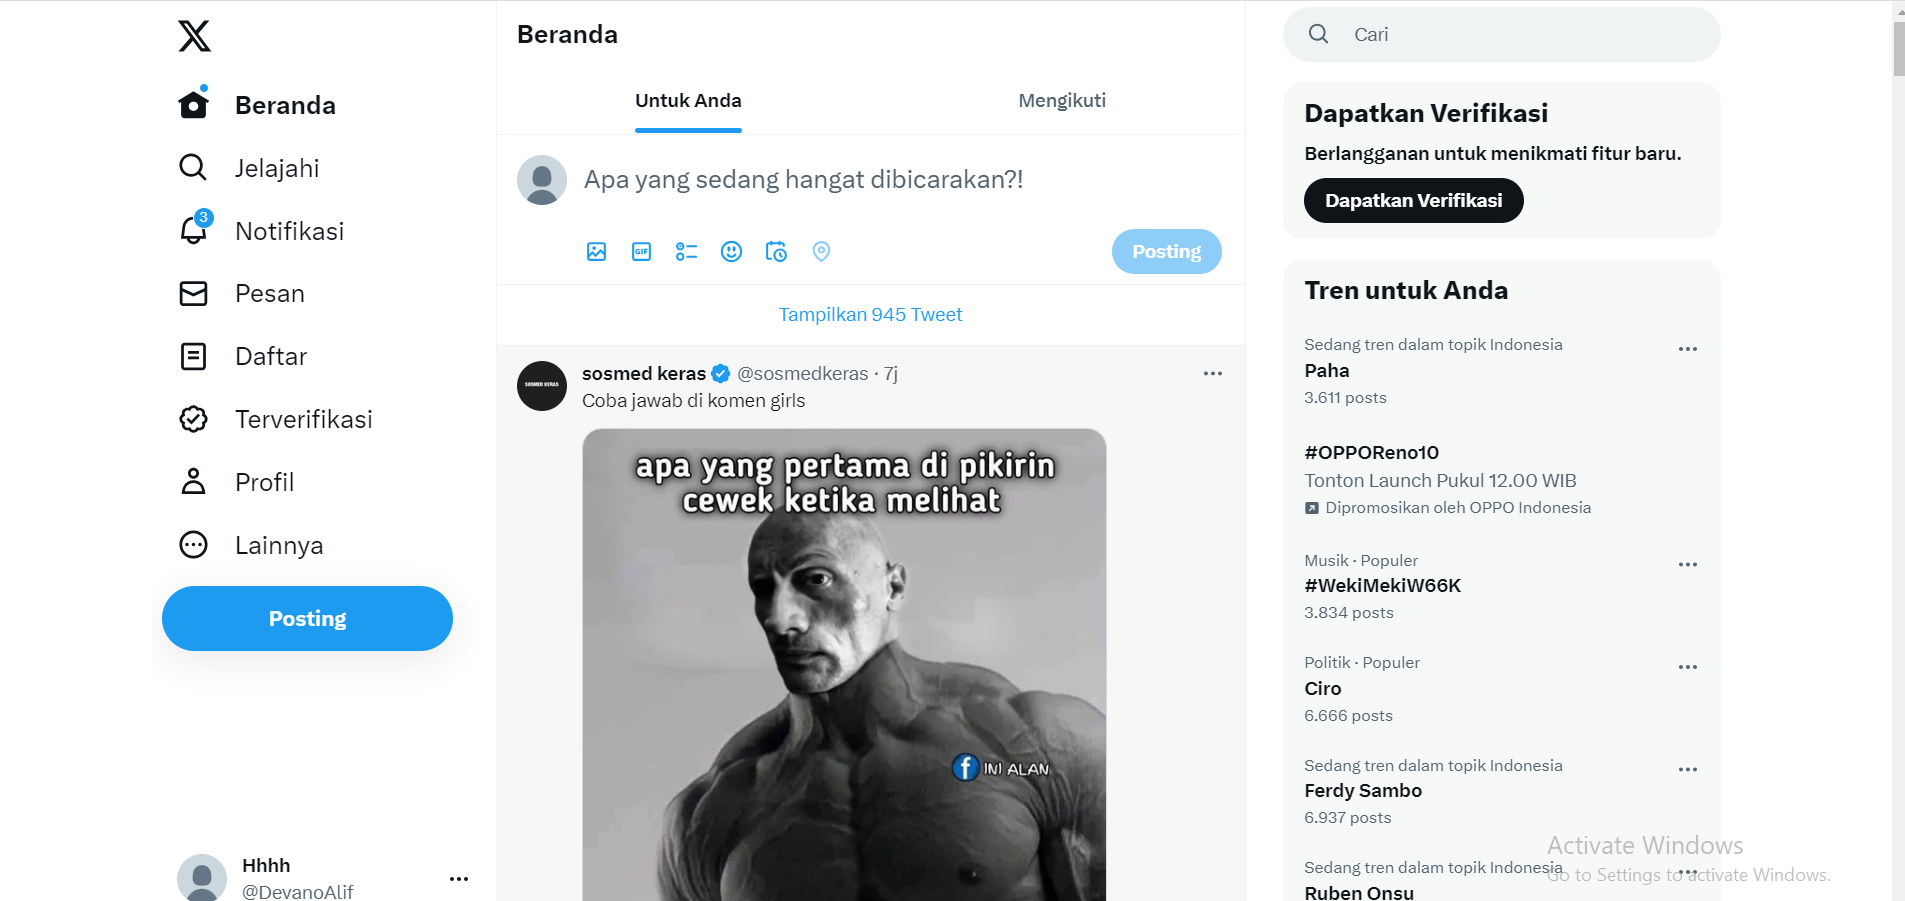 Beranda
Jelajahi
3
Notifikasi
Pesan
Daftar
Terverifikasi
Profil
Lainnya
Posting
Hhhh
@DevanoAlif
Beranda
Untuk Anda
Mengikuti
Apa yang sedang hangat dibicarakan?!
GIF
Posting
Tampilkan 945 Tweet
SOSMED KERAS
sosmed keras @sosmedkeras · 7j
Coba jawab di komen girls
apa yang pertama di pikirin
cewek ketika melihat
f INI ALAN
Cari
Dapatkan Verifikasi
Berlangganan untuk menikmati fitur baru.
Dapatkan Verifikasi
Tren untuk Anda
Sedang tren dalam topik Indonesia
Paha
3.611 posts
#OPPOReno10
Tonton Launch Pukul 12.00 WIB
Dipromosikan oleh OPPO Indonesia
Musik · Populer
#WekiMekiW66K
3.834 posts
Politik · Populer
Ciro
6.666 posts
Sedang tren dalam topik Indonesia
Ferdy Sambo
6.937 posts
Sedang tren dalam topik Indonesia
Ruben Onsu
Activate Windows
Go to Settings to activate Windows.